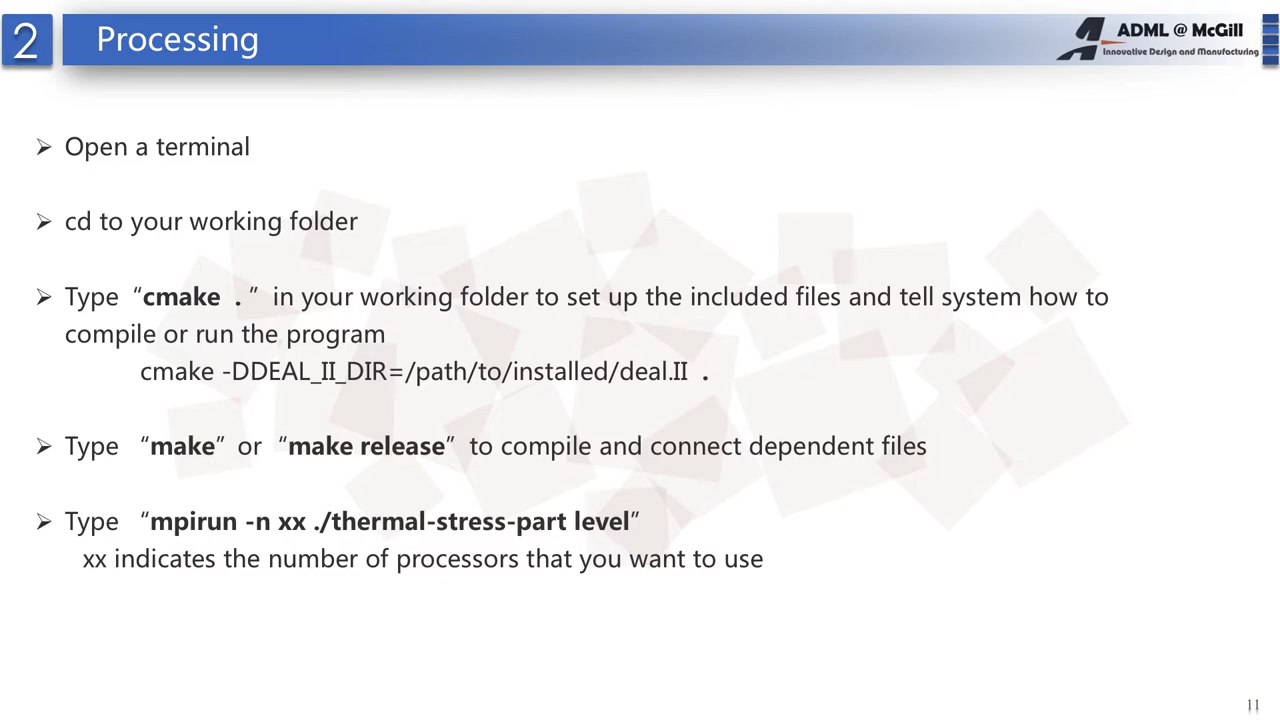 2 Processing
ADML @ McGill
Innovative Design and Manufacturing
➢ Open a terminal
➢ cd to your working folder
➢ Type “cmake . ” in your working folder to set up the included files and tell system how to
compile or run the program
cmake -DDEAL_II_DIR=/path/to/installed/deal.II .
➢ Type “make” or “make release” to compile and connect dependent files
➢ Type “mpirun -n xx ./thermal-stress-part level”
xx indicates the number of processors that you want to use
11